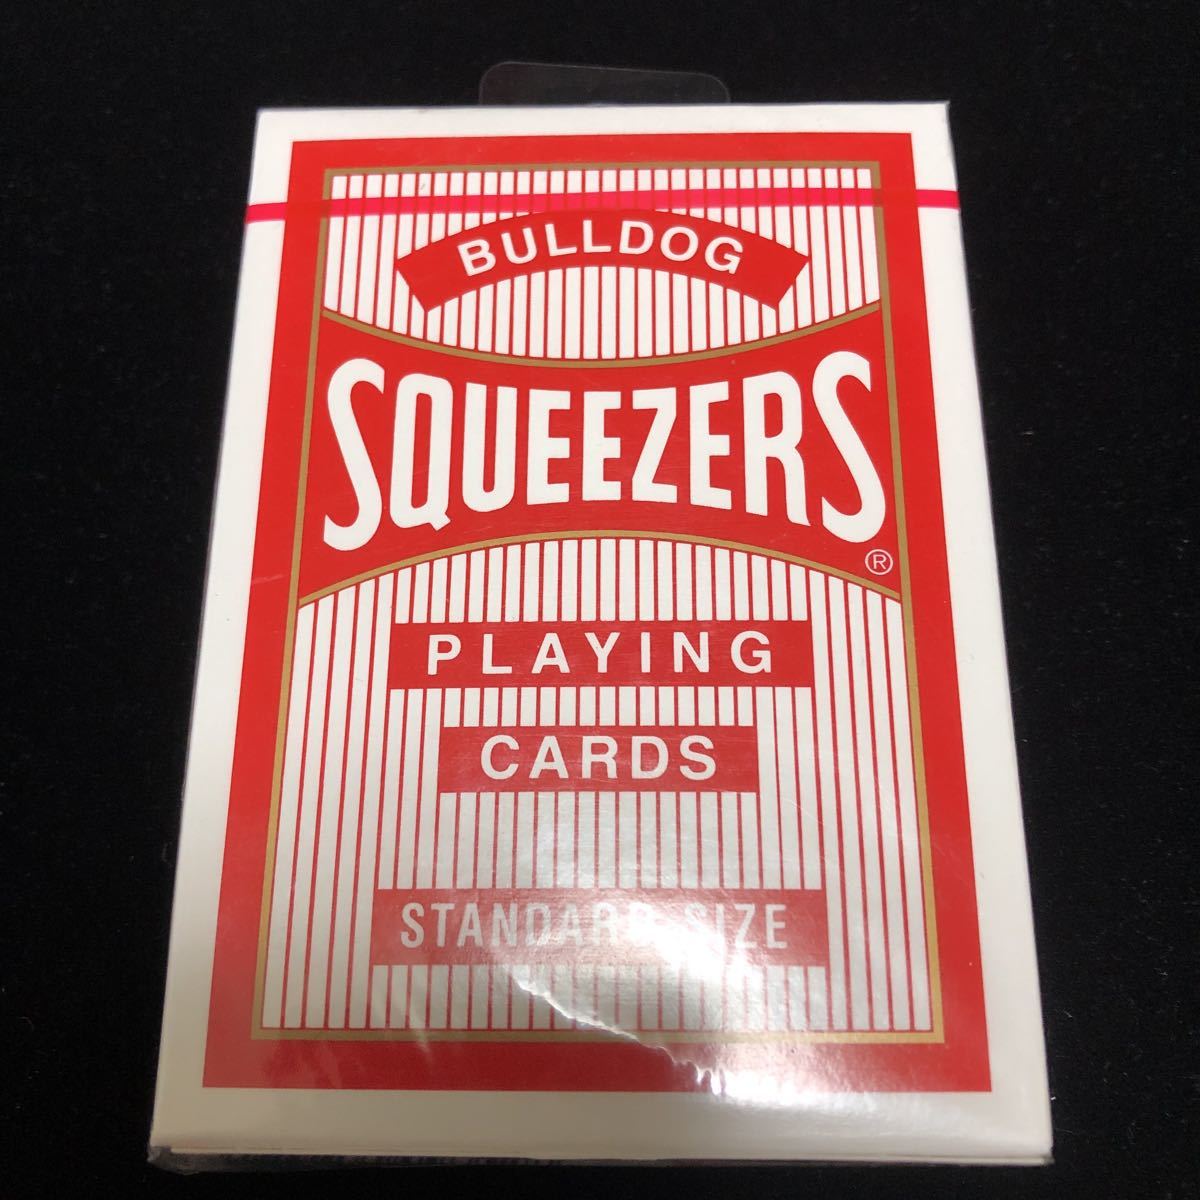 BULLDOG
SQUEEZERS
®
PLAYING
CARDS
STANDARD SIZE